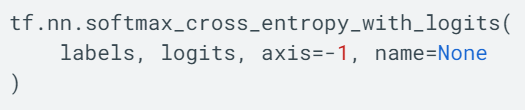 tf.nn.softmax_cross_entropy_with_logits(
    labels, logits, axis=-1, name=None
)